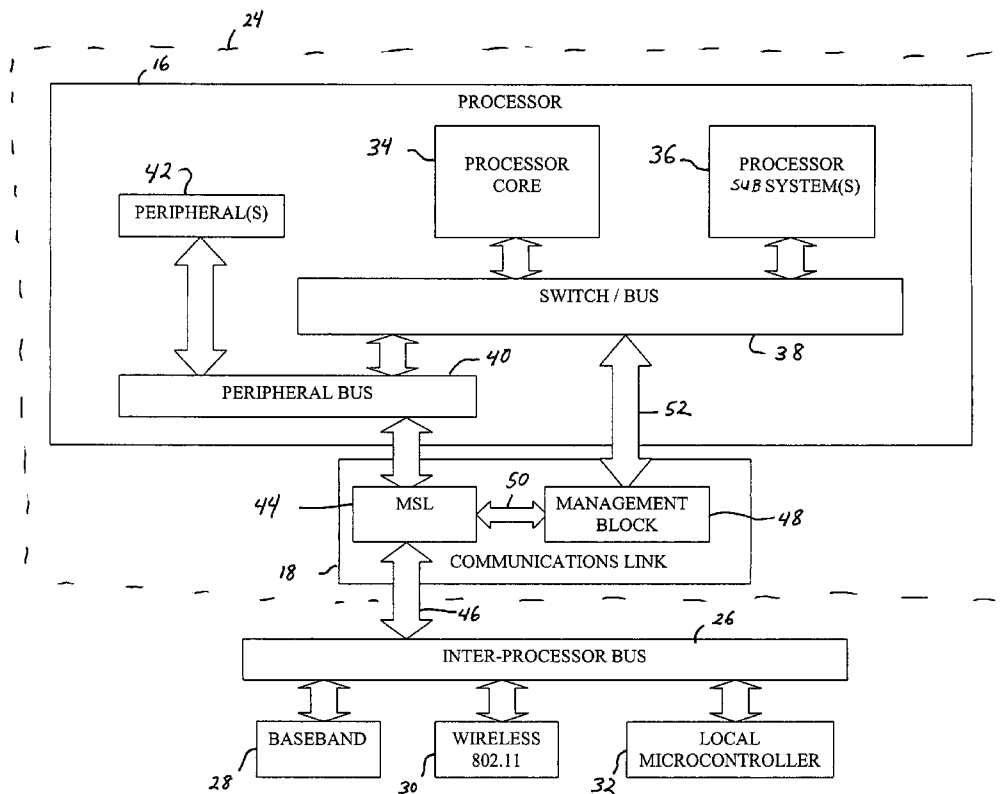 24
16
PROCESSOR
34
PROCESSOR
CORE
36
PROCESSOR
SUB SYSTEM(S)
42
PERIPHERAL(S)
SWITCH / BUS
38
40
PERIPHERAL BUS
52
44
MSL
50
MANAGEMENT
BLOCK
48
18
COMMUNICATIONS LINK
46
26
INTER-PROCESSOR BUS
BASEBAND
28
WIRELESS
802.11
30
LOCAL
MICROCONTROLLER
32